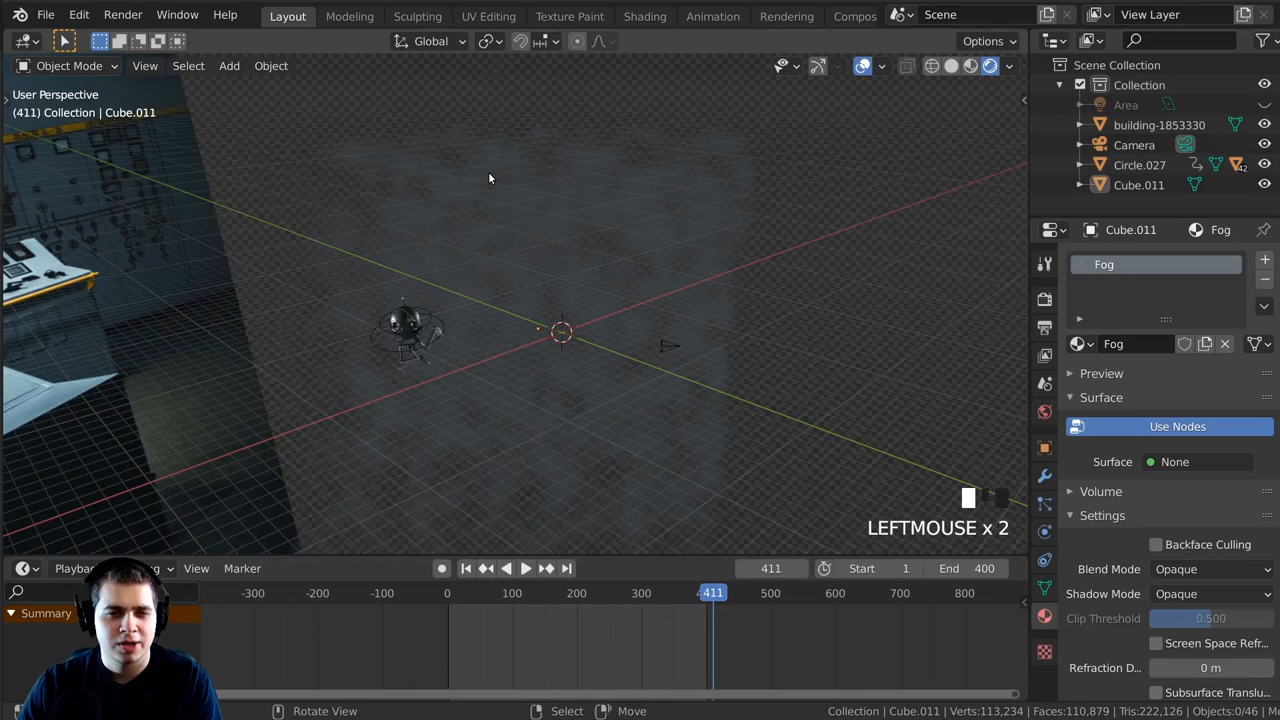 File Edit Render Window Help Layout Modeling Sculpting UV Editing Texture Paint Shading Animation Rendering Compos Scene View Layer
Global Options
Object Mode View Select Add Object
User Perspective
(411) Collection | Cube.011
Scene Collection
Collection
Area
building-1853330
Camera
Circle.027 42
Cube.011
Cube.011 Fog
Fog
Fog
Preview
Surface
Use Nodes
Surface None
Volume
Settings
Backface Culling
Blend Mode Opaque
Shadow Mode Opaque
Clip Threshold 0.500
Screen Space Refr...
Refraction D... 0 m
Subsurface Translu...
LEFTMOUSE x 2
Playback View Marker 411 Start 1 End 400
-300 -200 -100 0 100 200 300 411 500 600 700 800
Summary
Rotate View Select Move Collection | Cube.011 | Verts:113,234 | Faces:110,879 | Tris:222,126 | Objects:0/46 | Memory